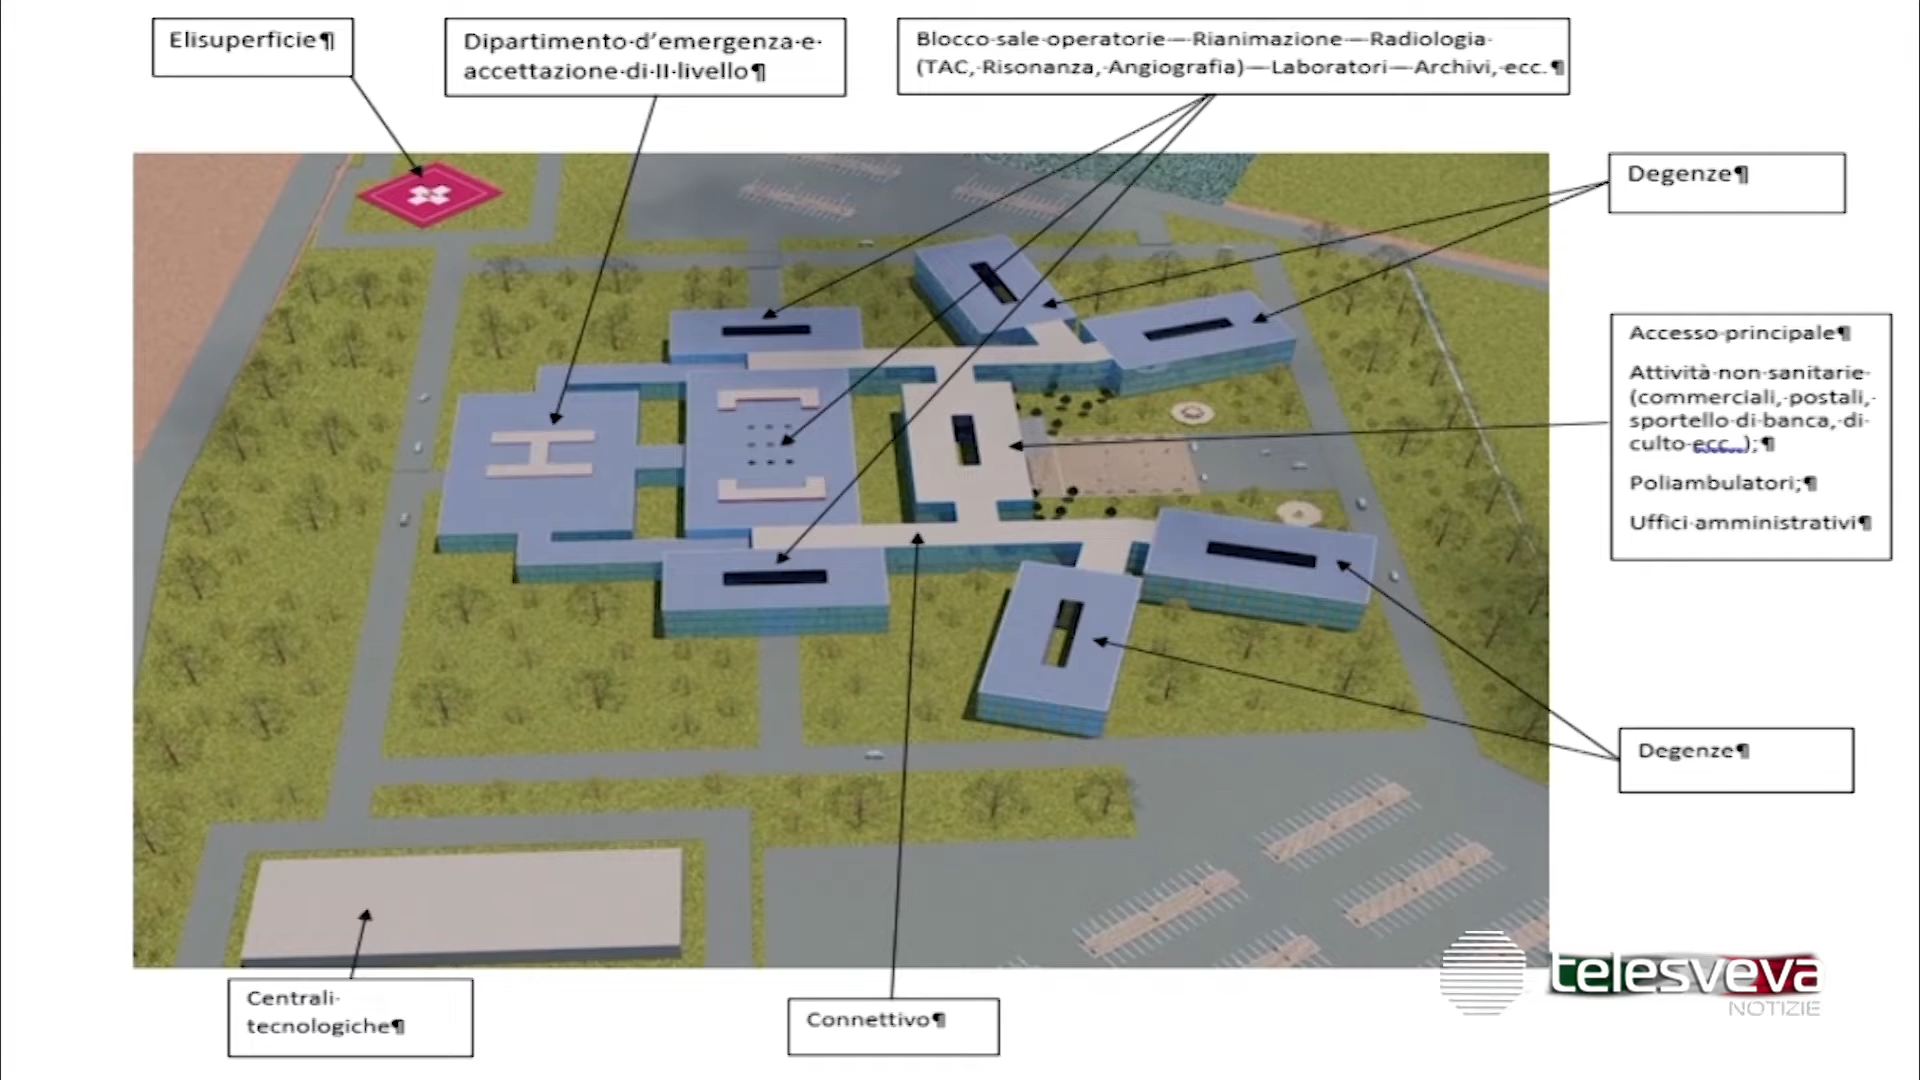 Elisuperficie¶
Dipartimento·d'emergenza·e·
accettazione·di·II·livello¶
Blocco·sale·operatorie–·Rianimazione–·Radiologia·
(TAC,·Risonanza,·Angiografia)–·Laboratori–·Archivi,·ecc.¶
Degenze¶
Accesso·principale¶
Attività·non·sanitarie·
(commerciali,·postali,·
sportello·di·banca,·di·
culto·ecc...);¶
Poliambulatori;¶
Uffici·amministrativi¶
H
Degenze¶
Centrali·
tecnologiche¶
Connettivo¶
telesveva
NOTIZIE